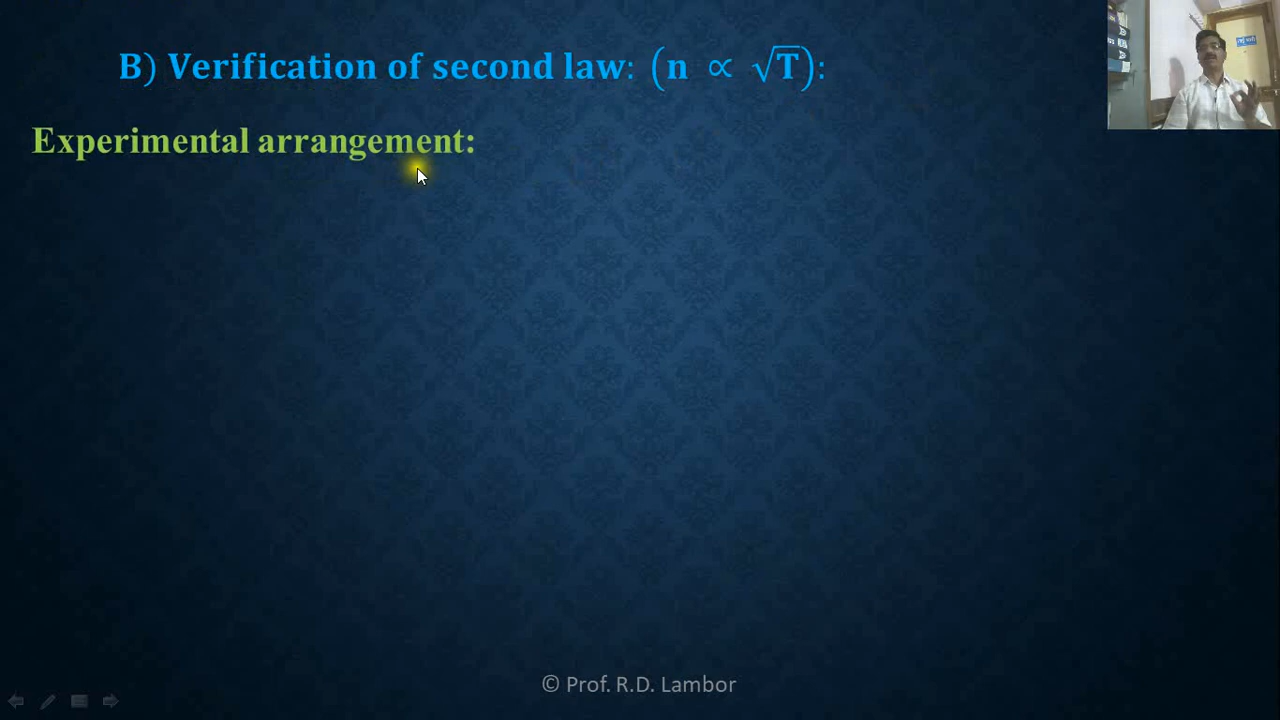 B) Verification of second law: (n ∝ √T):
Experimental arrangement:
© Prof. R.D. Lambor